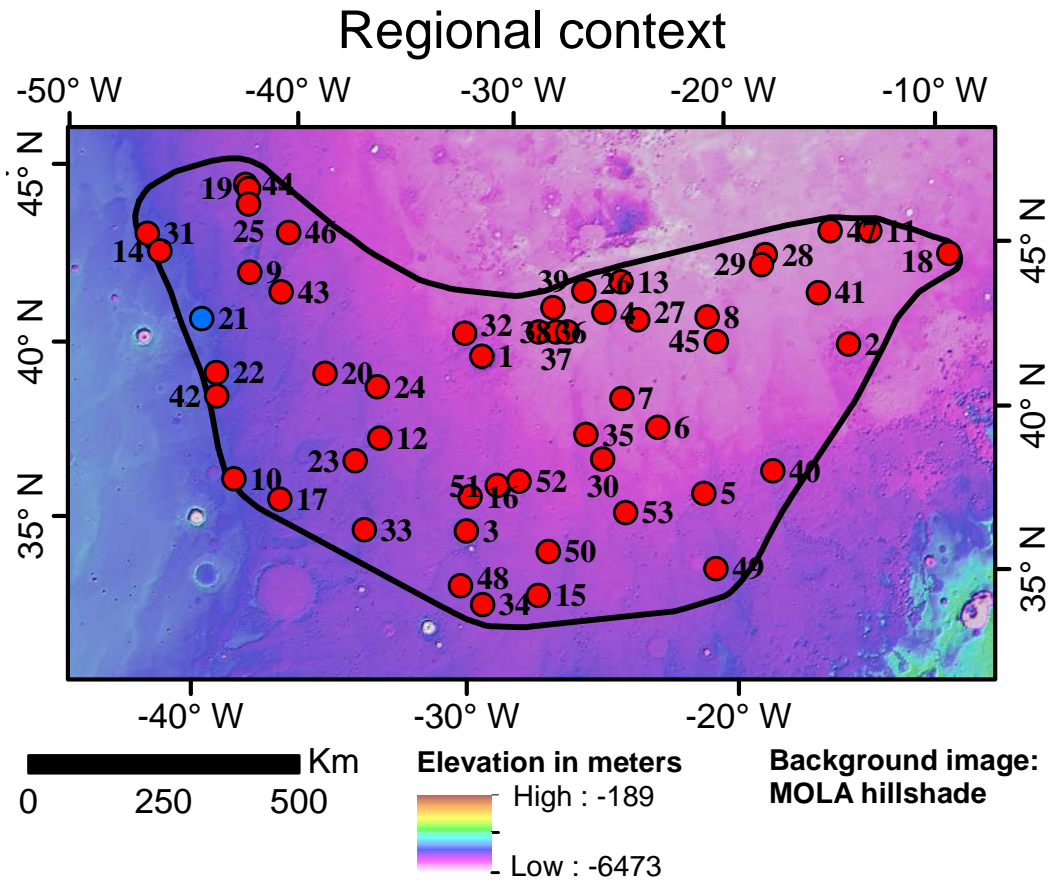 Regional context
-50° W -40° W -30° W -20° W -10° W
45° N
40° N
35° N
45° N
40° N
35° N
19 44
25 46
31
14
9
43
21
22
42
20
24
12
23
10
17
33
39 26 13
32
4 27
38 36
37
1
47 11
28
29
18
41
8
45
2
7
35
6
30
40
5
51 16 52
53
3
50
49
48
34
15
-40° W -30° W -20° W
Km
0 250 500
Elevation in meters
High : -189
Low : -6473
Background image:
MOLA hillshade